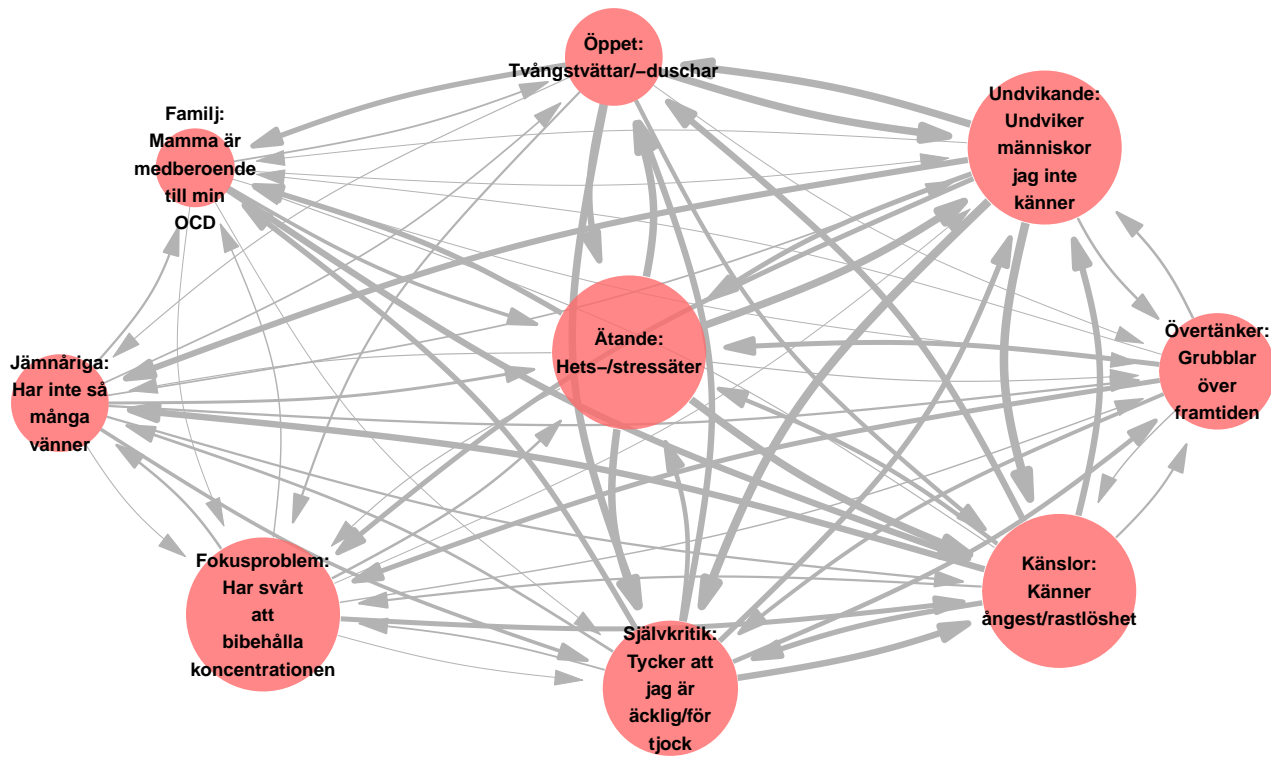 Öppet:
Tvångstvättar/−duschar
Undvikande:
Undviker
människor
jag inte
känner
Familj:
Mamma är
medberoende
till min
OCD
Ätande:
Hets−/stressäter
Övertänker:
Grubblar
över
framtiden
Jämnåriga:
Har inte så
många
vänner
Fokusproblem:
Har svårt
att
bibehålla
koncentrationen
Känslor:
Känner
ångest/rastlöshet
Självkritik:
Tycker att
jag är
äcklig/för
tjock